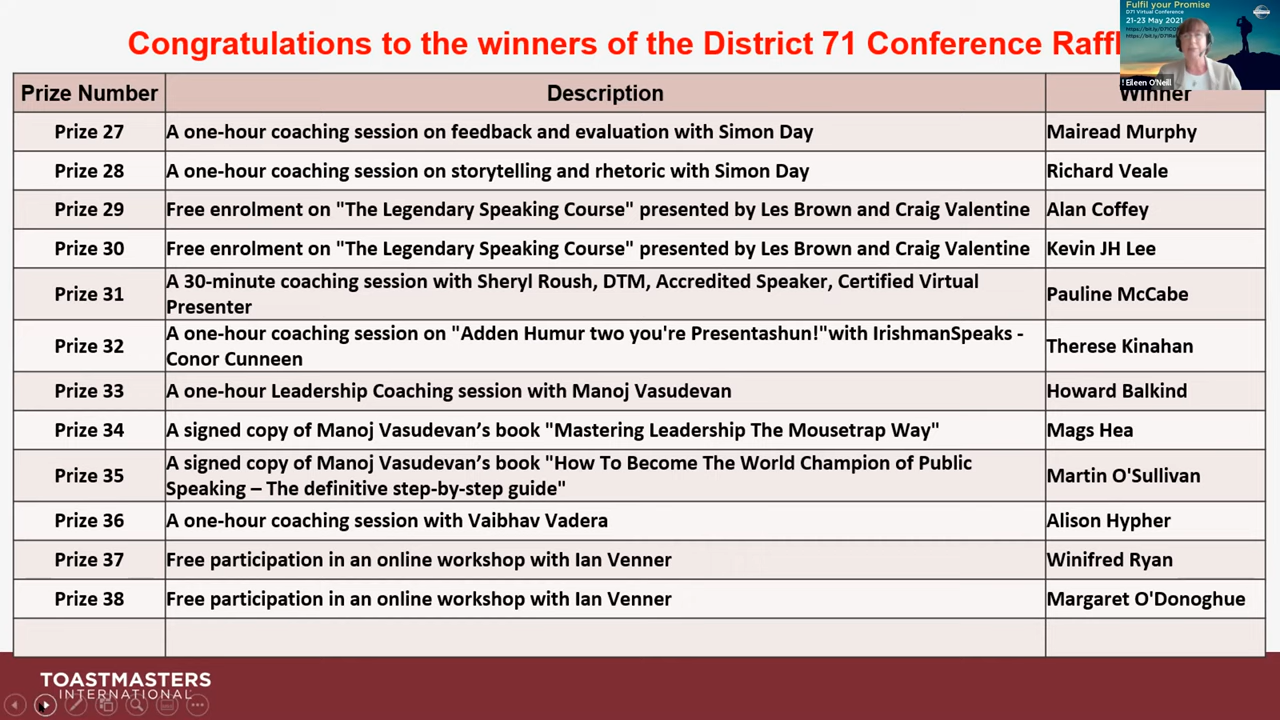 Congratulations to the winners of the District 71 Conference Raffl
Fulfil your Promise
D71 Virtual Conference
21-23 May 2021
! Eileen O'Neill
Prize Number Description Winner
Prize 27 A one-hour coaching session on feedback and evaluation with Simon Day Mairead Murphy
Prize 28 A one-hour coaching session on storytelling and rhetoric with Simon Day Richard Veale
Prize 29 Free enrolment on "The Legendary Speaking Course" presented by Les Brown and Craig Valentine Alan Coffey
Prize 30 Free enrolment on "The Legendary Speaking Course" presented by Les Brown and Craig Valentine Kevin JH Lee
Prize 31 A 30-minute coaching session with Sheryl Roush, DTM, Accredited Speaker, Certified Virtual
Presenter Pauline McCabe
Prize 32 A one-hour coaching session on "Adden Humur two you're Presentashun!"with IrishmanSpeaks -
Conor Cunneen Therese Kinahan
Prize 33 A one-hour Leadership Coaching session with Manoj Vasudevan Howard Balkind
Prize 34 A signed copy of Manoj Vasudevan’s book "Mastering Leadership The Mousetrap Way" Mags Hea
Prize 35 A signed copy of Manoj Vasudevan’s book "How To Become The World Champion of Public
Speaking – The definitive step-by-step guide" Martin O'Sullivan
Prize 36 A one-hour coaching session with Vaibhav Vadera Alison Hypher
Prize 37 Free participation in an online workshop with Ian Venner Winifred Ryan
Prize 38 Free participation in an online workshop with Ian Venner Margaret O'Donoghue
TOASTMASTERS
INTERNATIONAL